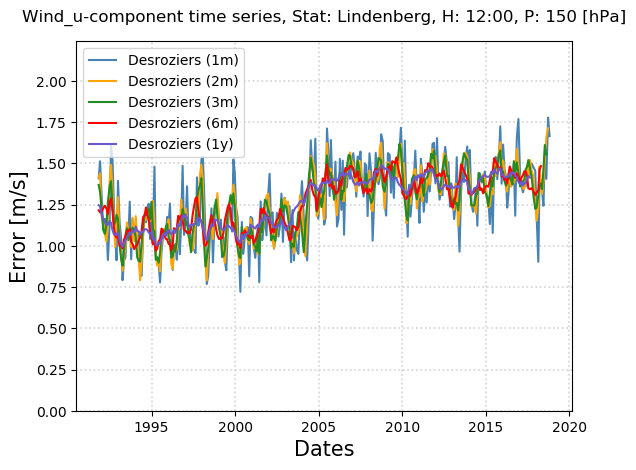 Wind_u-component time series, Stat: Lindenberg, H: 12:00, P: 150 [hPa]
Desroziers (1m)
Desroziers (2m)
Desroziers (3m)
Desroziers (6m)
Desroziers (1y)
Error [m/s]
2.00
1.75
1.50
1.25
1.00
0.75
0.50
0.25
0.00
1995 2000 2005 2010 2015 2020
Dates